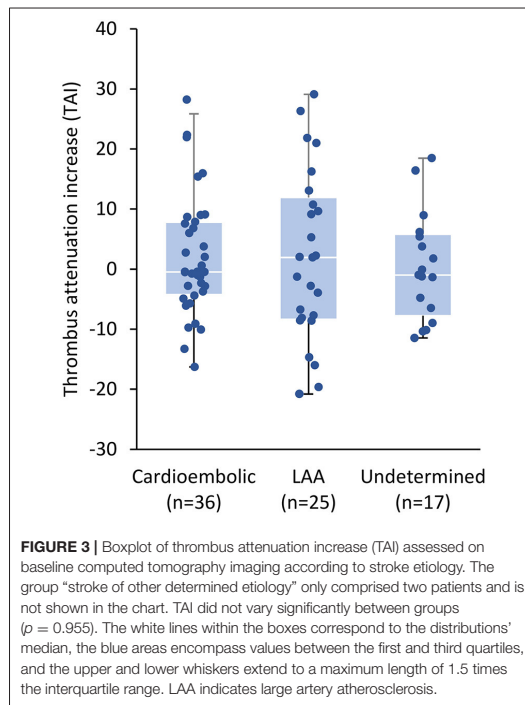 40
30
20
10
0
-10
-20
-30
Thrombus attenuation increase (TAI)
Cardioembolic LAA Undetermined
(n=36) (n=25) (n=17)
FIGURE 3 | Boxplot of thrombus attenuation increase (TAI) assessed on
baseline computed tomography imaging according to stroke etiology. The
group “stroke of other determined etiology” only comprised two patients and is
not shown in the chart. TAI did not vary significantly between groups
(p = 0.955). The white lines within the boxes correspond to the distributions’
median, the blue areas encompass values between the first and third quartiles,
and the upper and lower whiskers extend to a maximum length of 1.5 times
the interquartile range. LAA indicates large artery atherosclerosis.